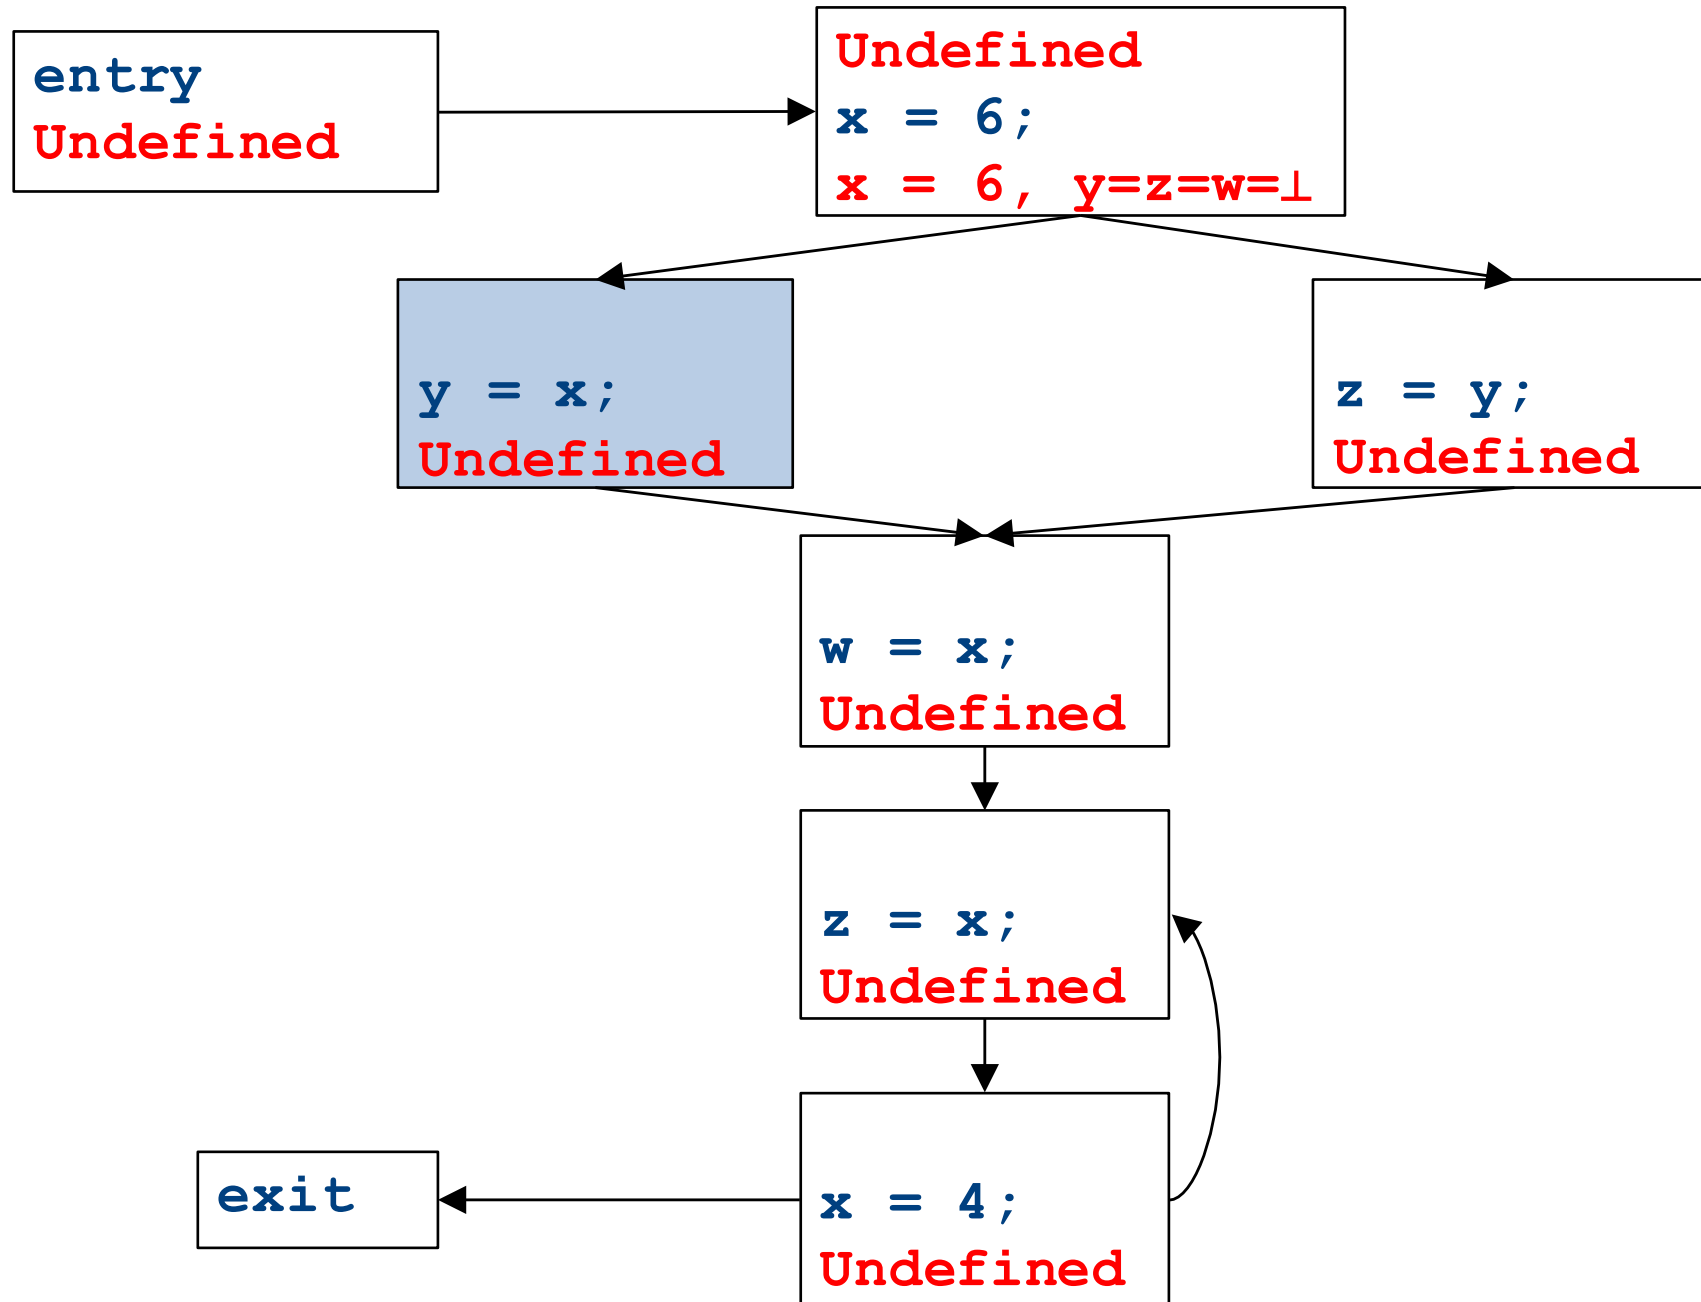 entry
Undefined
Undefined
x = 6;
x = 6, y=z=w=⊥
y = x;
Undefined
z = y;
Undefined
w = x;
Undefined
z = x;
Undefined
exit
x = 4;
Undefined